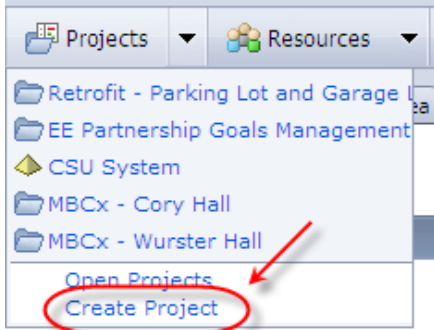 Projects Resources
Retrofit - Parking Lot and Garage
EE Partnership Goals Management
CSU System
MBCx - Cory Hall
MBCx - Wurster Hall
Open Projects
Create Project